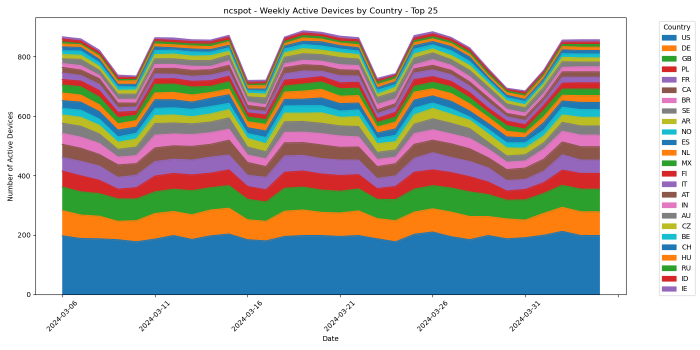 ncspot - Weekly Active Devices by Country - Top 25
Number of Active Devices
800
600
400
200
0
2024-03-06
2024-03-11
2024-03-16
2024-03-21
2024-03-26
2024-03-31
Date
Country
US
DE
GB
PL
FR
CA
BR
SE
AR
NO
ES
NL
MX
FI
IT
AT
IN
AU
CZ
BE
CH
HU
RU
ID
IE